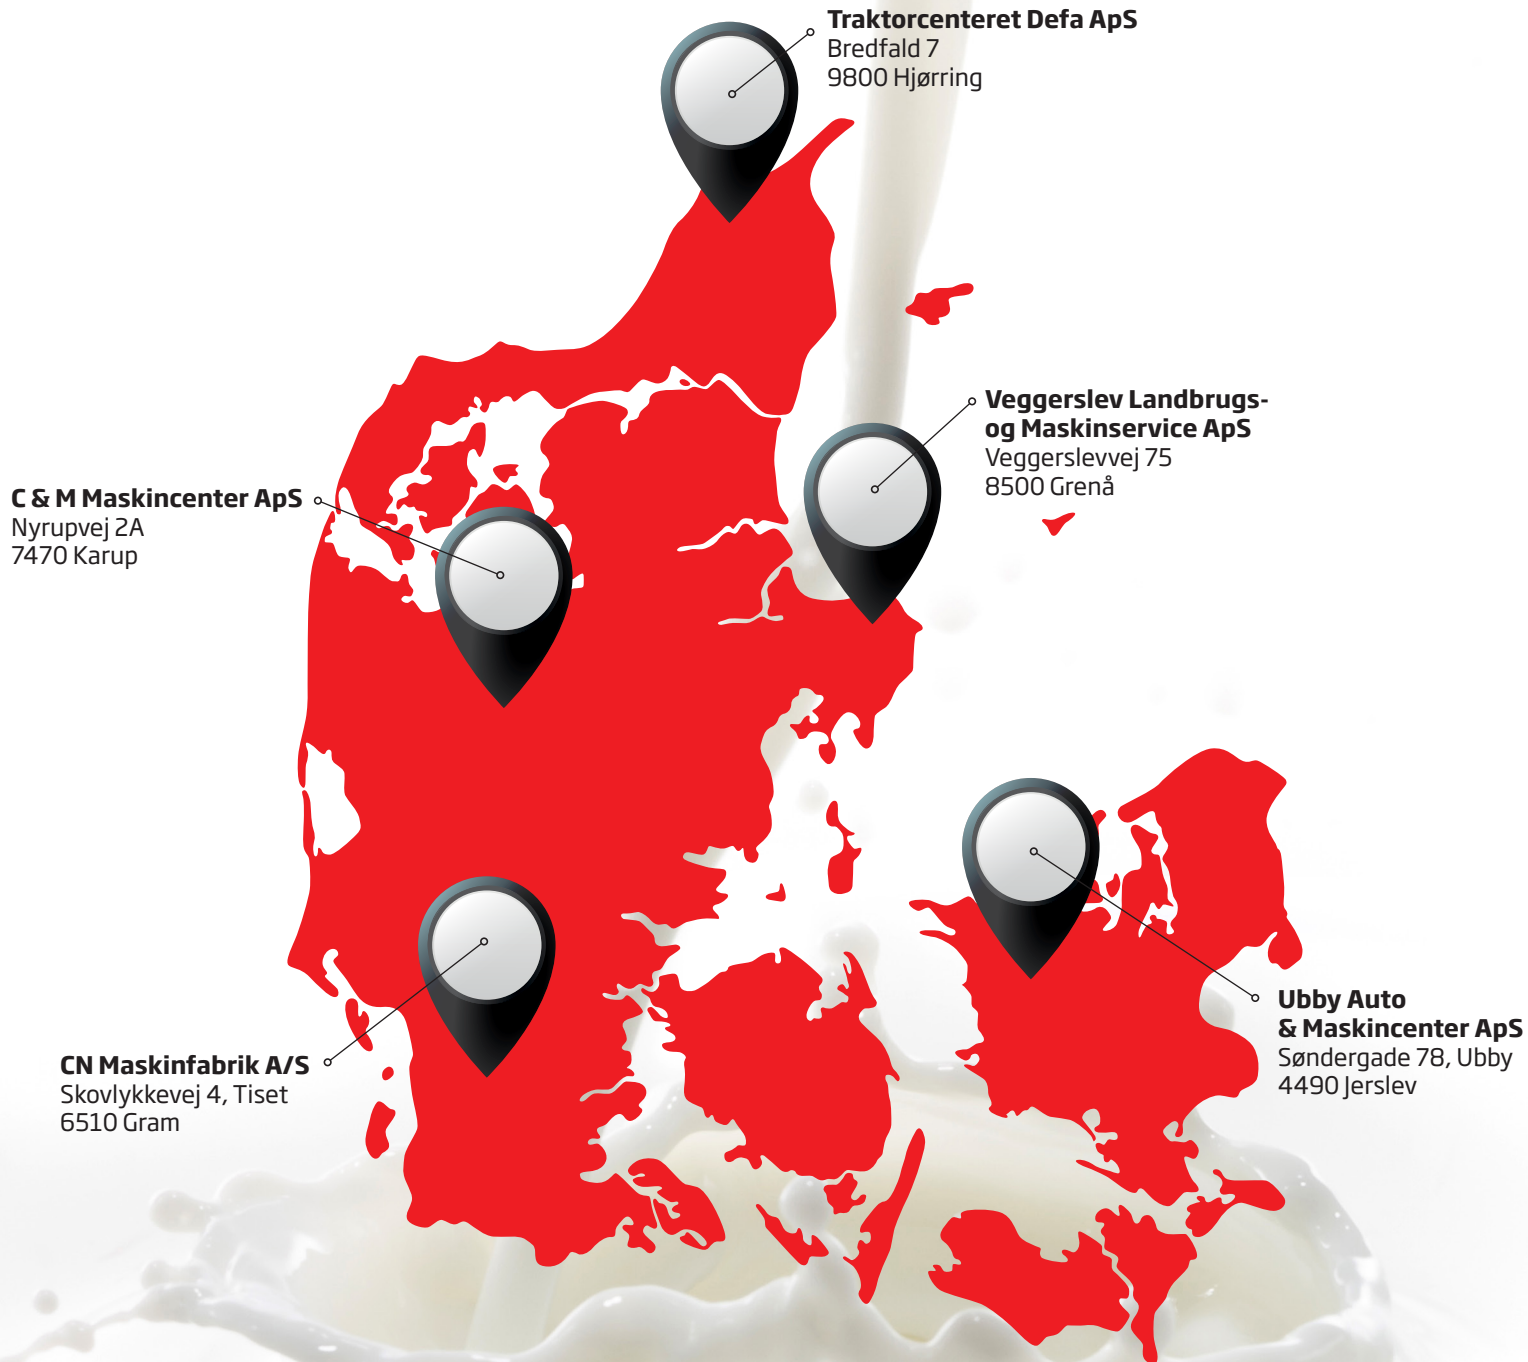 Traktorcenteret Defa ApS
Bredfald 7
9800 Hjørring
Veggerslev Landbrugs-
og Maskinservice ApS
Veggerslevvej 75
8500 Grenå
C & M Maskincenter ApS
Nyrupvej 2A
7470 Karup
Ubby Auto
& Maskincenter ApS
Søndergade 78, Ubby
4490 Jerslev
CN Maskinfabrik A/S
Skovlykkevej 4, Tiset
6510 Gram